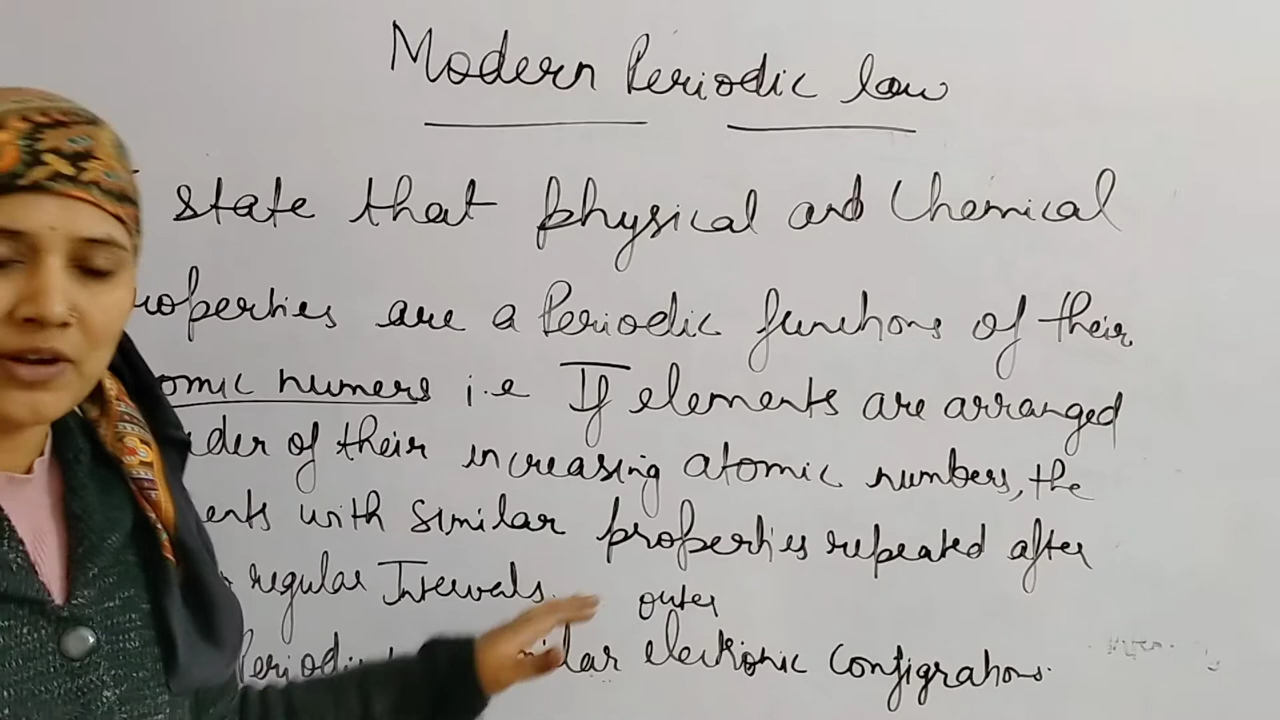 Modern Periodic law
state that physical and Chemical
roperties are a Periodic functions of their
omic numers i.e If elements are arranged
der of their increasing atomic numbers, the
ents with similar properties repeated after
regular Intervals.
outer
Periodi ilar electronic Configrations.